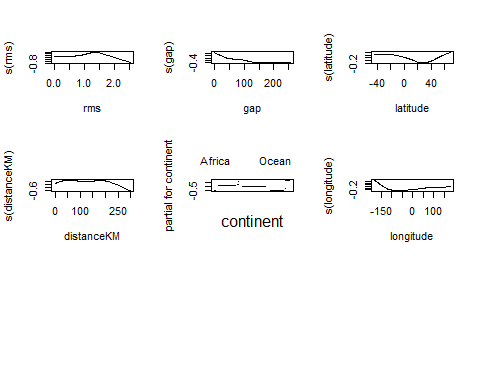 s(rms)
-0.8
0.0 1.0 2.0
rms
s(gap)
-0.4
0 100 200
gap
s(latitude)
-0.2
-40 0 40
latitude
s(distanceKM)
-0.6
0 100 250
distanceKM
partial for continent
-0.5
Africa Ocean
continent
s(longitude)
-0.2
-150 0 100
longitude